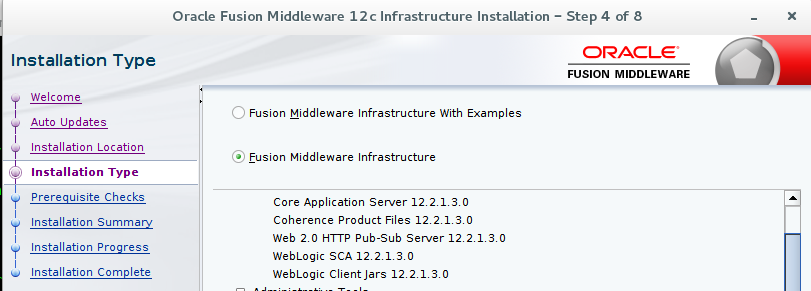 Oracle Fusion Middleware 12c Infrastructure Installation – Step 4 of 8
Installation Type
ORACLE
FUSION MIDDLEWARE
Welcome
Auto Updates
Installation Location
Installation Type
Prerequisite Checks
Installation Summary
Installation Progress
Installation Complete
Fusion Middleware Infrastructure With Examples
Fusion Middleware Infrastructure
Core Application Server 12.2.1.3.0
Coherence Product Files 12.2.1.3.0
Web 2.0 HTTP Pub-Sub Server 12.2.1.3.0
WebLogic SCA 12.2.1.3.0
WebLogic Client Jars 12.2.1.3.0
Administrative Tools